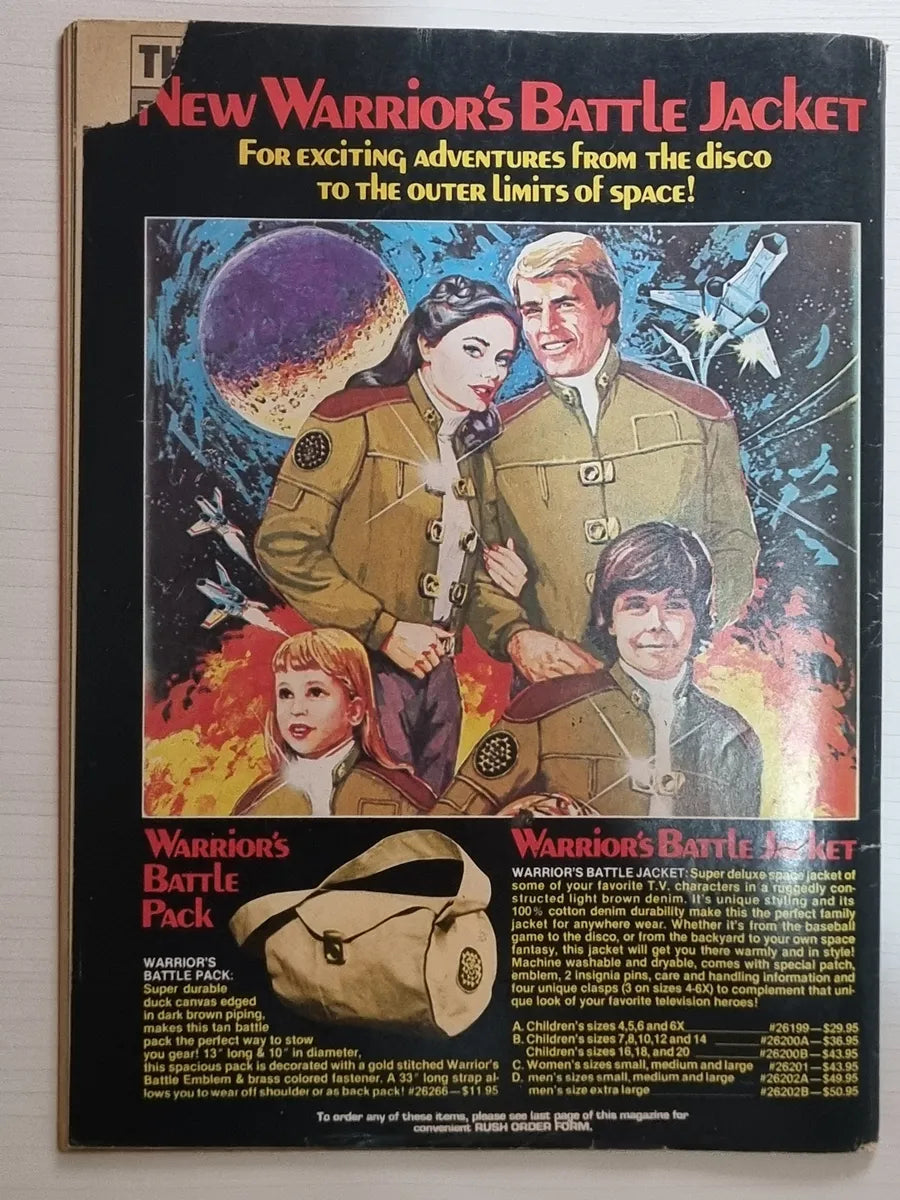 TH
New Warrior's Battle Jacket
For exciting adventures from the disco
to the outer limits of space!
Warrior's
Battle
Pack
WARRIOR'S
BATTLE PACK:
Super durable
duck canvas edged
in dark brown piping,
makes this tan battle
pack the perfect way to stow
you gear! 13" long & 10" in diameter,
this spacious pack is decorated with a gold stitched Warrior's
Battle Emblem & brass colored fastener. A 33" long strap al-
lows you to wear off shoulder or as back pack! #26266—$11.95
Warrior's Battle Jacket
WARRIOR'S BATTLE JACKET: Super deluxe space jacket of
some of your favorite T.V. characters in a ruggedly con-
structed light brown denim. It's unique styling and its
100% cotton denim durability make this the perfect family
jacket for anywhere wear. Whether it's from the baseball
game to the disco, or from the backyard to your own space
fantasy, this jacket will get you there warmly and in style!
Machine washable and dryable, comes with special patch,
emblem, 2 insignia pins, care and handling information and
four unique clasps (3 on sizes 4-6X) to complement that uni-
que look of your favorite television heroes!
A. Children's sizes 4,5,6 and 6X #26199—$29.95
B. Children's sizes 7,8,10,12 and 14 #26200A—$36.95
Children's sizes 16,18, and 20 #26200B—$43.95
C. Women's sizes small, medium and large #26201—$43.95
D. men's sizes small, medium and large #26202A—$49.95
men's size extra large #26202B—$50.95
To order any of these items, please see last page of this magazine for
convenient RUSH ORDER FORM.